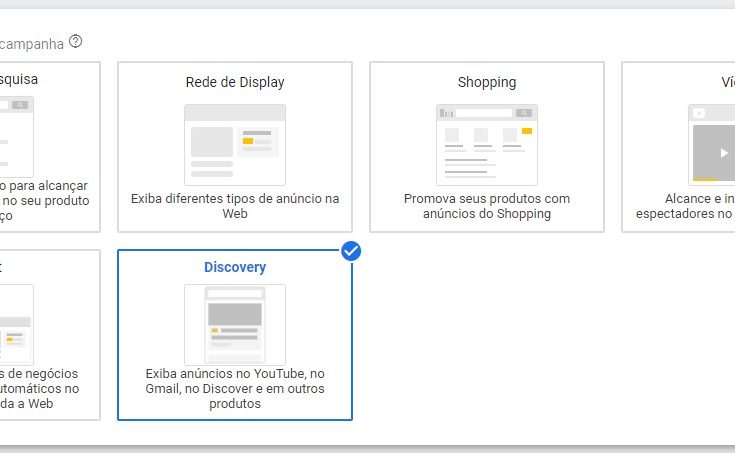 campanha
squisa
Rede de Display
Shopping
Ví
o para alcançar
no seu produto
ço
Exiba diferentes tipos de anúncio na
Web
Promova seus produtos com
anúncios do Shopping
Alcance e in
espectadores no
t
Discovery
s de negócios
utomáticos no
da a Web
Exiba anúncios no YouTube, no
Gmail, no Discover e em outros
produtos